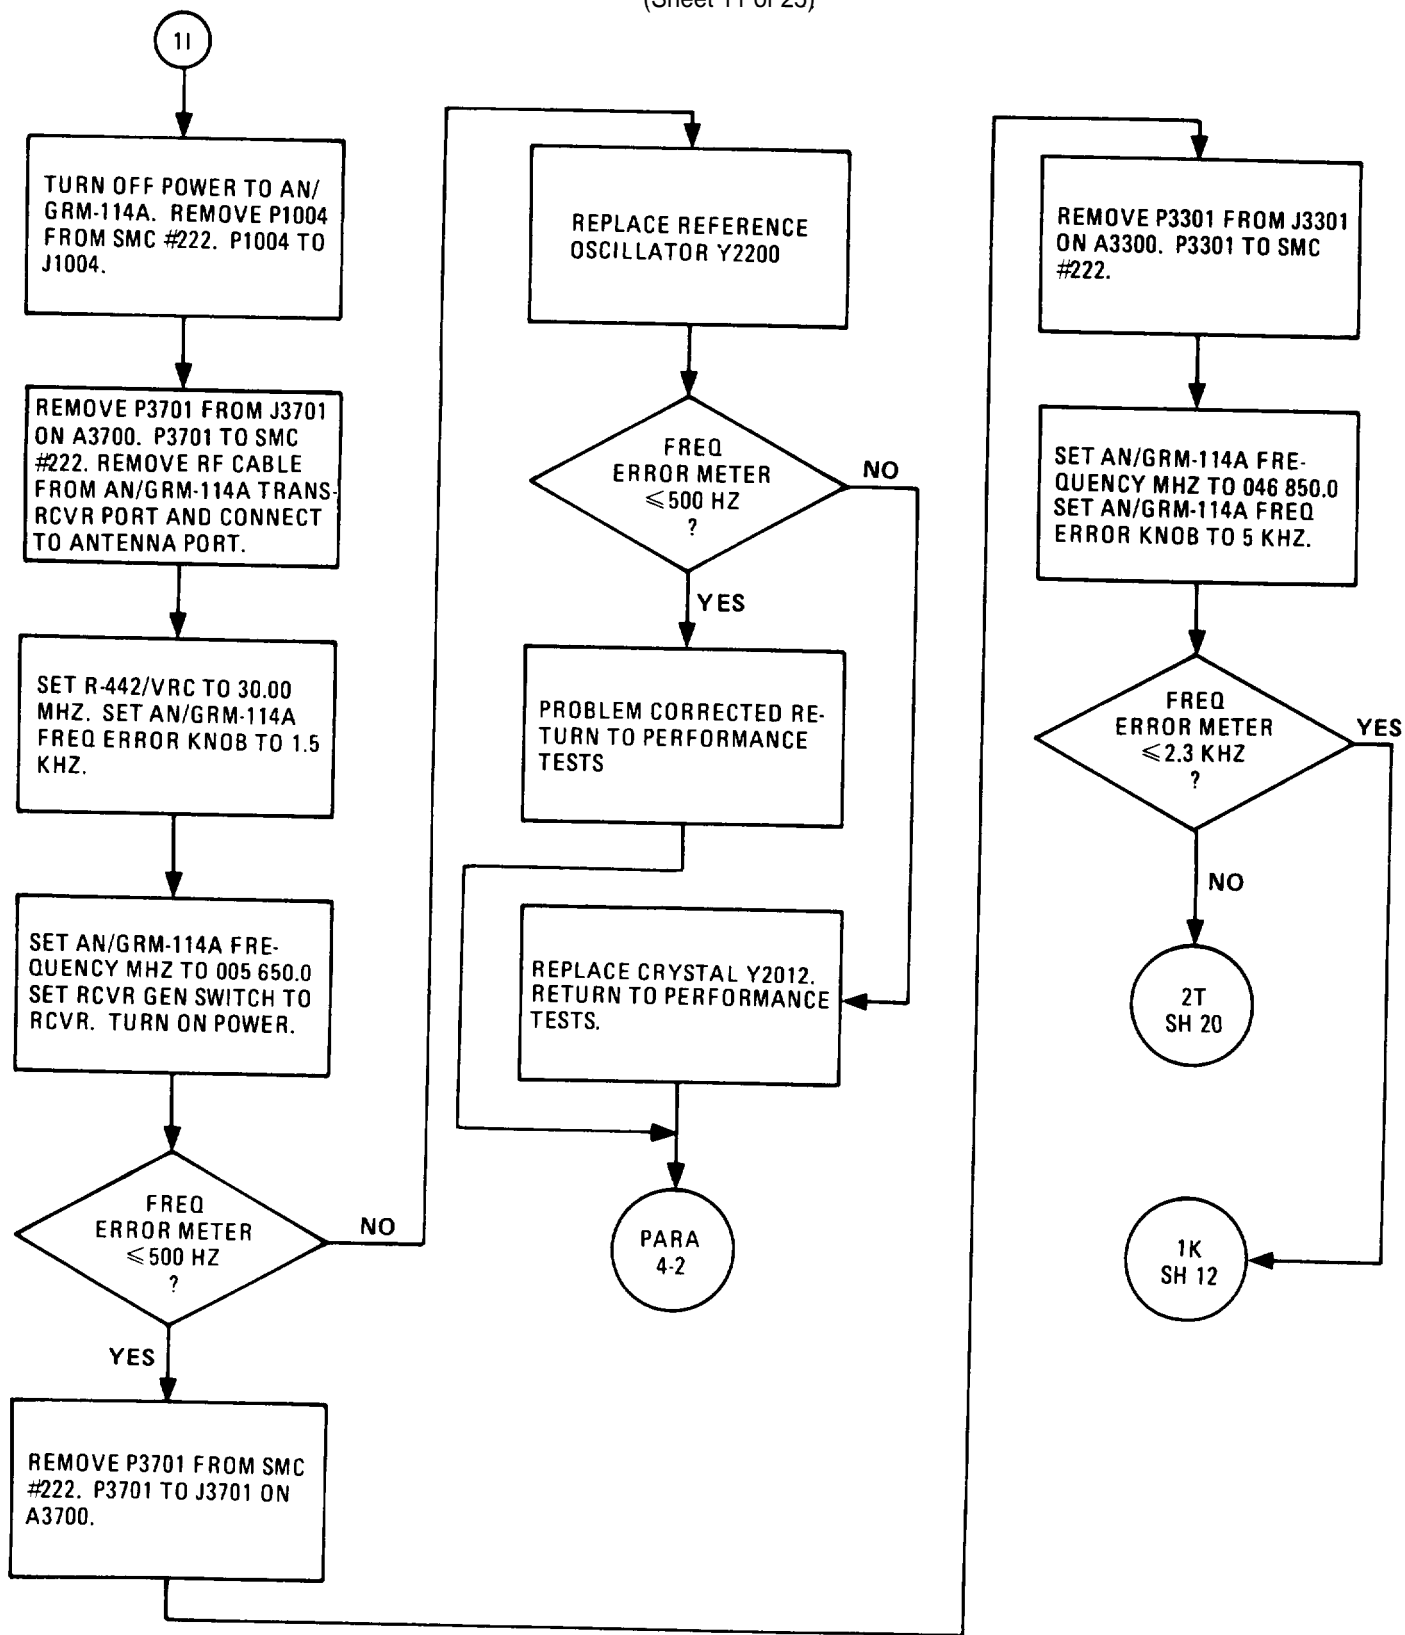 (Sheet 11 of 25)
1I
TURN OFF POWER TO AN/
GRM-114A. REMOVE P1004
FROM SMC #222. P1004 TO
J1004.
REMOVE P3701 FROM J3701
ON A3700. P3701 TO SMC
#222. REMOVE RF CABLE
FROM AN/GRM-114A TRANS-
RCVR PORT AND CONNECT
TO ANTENNA PORT.
SET R-442/VRC TO 30.00
MHZ. SET AN/GRM-114A
FREQ ERROR KNOB TO 1.5
KHZ.
SET AN/GRM-114A FRE-
QUENCY MHZ TO 005 650.0
SET RCVR GEN SWITCH TO
RCVR. TURN ON POWER.
FREQ
ERROR METER
≤500 HZ
?
NO
YES
REMOVE P3701 FROM SMC
#222. P3701 TO J3701 ON
A3700.
REPLACE REFERENCE
OSCILLATOR Y2200
FREQ
ERROR METER
≤500 HZ
?
NO
YES
PROBLEM CORRECTED RE-
TURN TO PERFORMANCE
TESTS
REPLACE CRYSTAL Y2012.
RETURN TO PERFORMANCE
TESTS.
PARA
4-2
REMOVE P3301 FROM J3301
ON A3300. P3301 TO SMC
#222.
SET AN/GRM-114A FRE-
QUENCY MHZ TO 046 850.0
SET AN/GRM-114A FREQ
ERROR KNOB TO 5 KHZ.
FREQ
ERROR METER
≤2.3 KHZ
?
YES
NO
2T
SH 20
1K
SH 12